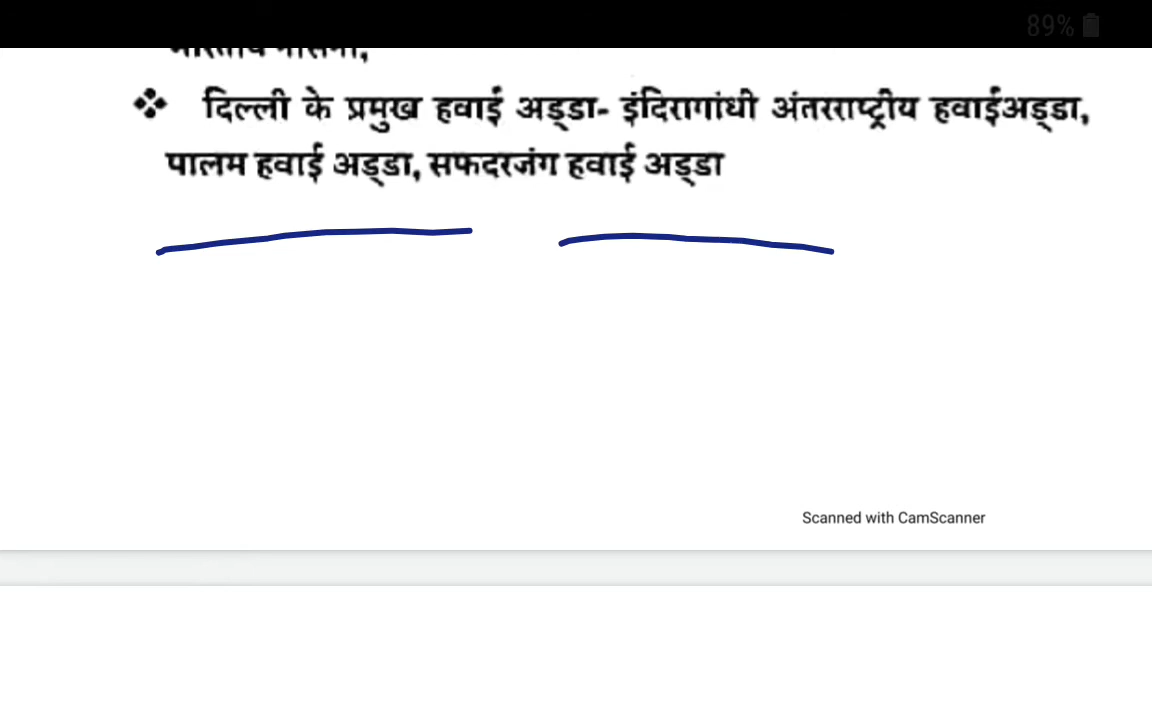 89%
❖ दिल्ली के प्रमुख हवाई अड्डा- इंदिरागांधी अंतरराष्ट्रीय हवाईअड्डा,
पालम हवाई अड्डा, सफदरजंग हवाई अड्डा
Scanned with CamScanner